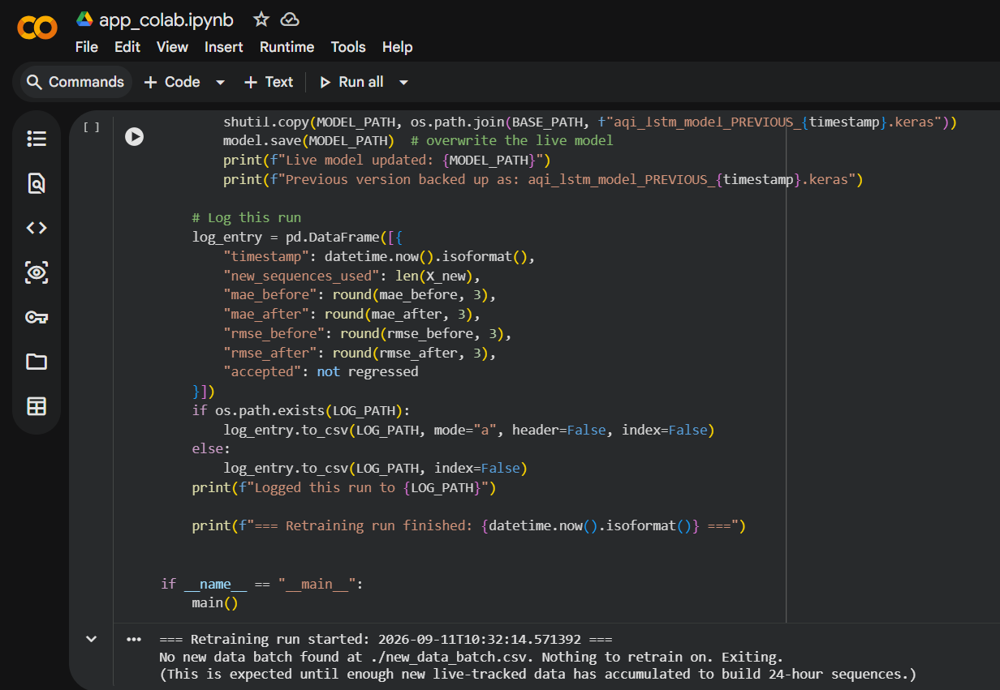 app_colab.ipynb
File Edit View Insert Runtime Tools Help
Commands + Code + Text Run all
[ ]
        shutil.copy(MODEL_PATH, os.path.join(BASE_PATH, f"aqi_lstm_model_PREVIOUS_{timestamp}.keras"))
        model.save(MODEL_PATH)  # overwrite the live model
        print(f"Live model updated: {MODEL_PATH}")
        print(f"Previous version backed up as: aqi_lstm_model_PREVIOUS_{timestamp}.keras")
    # Log this run
    log_entry = pd.DataFrame([{
        "timestamp": datetime.now().isoformat(),
        "new_sequences_used": len(X_new),
        "mae_before": round(mae_before, 3),
        "mae_after": round(mae_after, 3),
        "rmse_before": round(rmse_before, 3),
        "rmse_after": round(rmse_after, 3),
        "accepted": not regressed
    }])
    if os.path.exists(LOG_PATH):
        log_entry.to_csv(LOG_PATH, mode="a", header=False, index=False)
    else:
        log_entry.to_csv(LOG_PATH, index=False)
    print(f"Logged this run to {LOG_PATH}")
    print(f"=== Retraining run finished: {datetime.now().isoformat()} ===")
if __name__ == "__main__":
    main()
=== Retraining run started: 2026-09-11T10:32:14.571392 ===
No new data batch found at ./new_data_batch.csv. Nothing to retrain on. Exiting.
(This is expected until enough new live-tracked data has accumulated to build 24-hour sequences.)